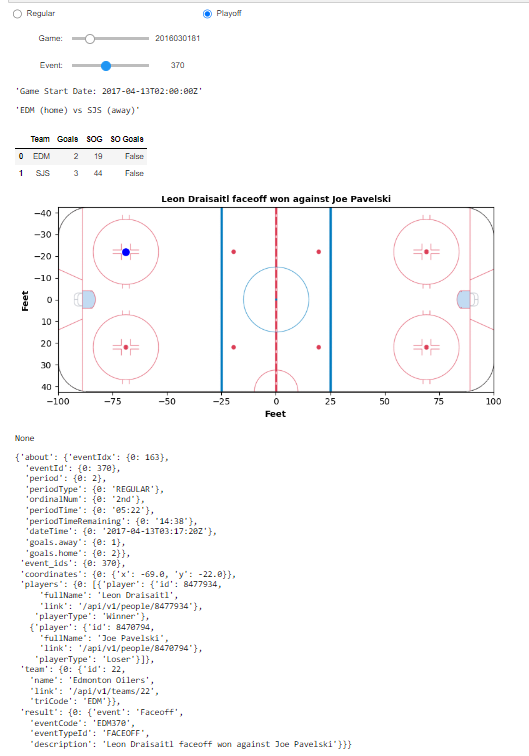 Regular Playoff
Game: 2016030181
Event: 370
'Game Start Date: 2017-04-13T02:00:00Z'
'EDM (home) vs SJS (away)'
Team Goals SOG SO Goals
0 EDM 2 19 False
1 SJS 3 44 False
Leon Draisaitl faceoff won against Joe Pavelski
−40
−30
−20
−10
0
10
20
30
40
Feet
−100 −75 −50 −25 0 25 50 75 100
Feet
None
{'about': {'eventIdx': {0: 163},
'eventId': {0: 370},
'period': {0: 2},
'periodType': {0: 'REGULAR'},
'ordinalNum': {0: '2nd'},
'periodTime': {0: '05:22'},
'periodTimeRemaining': {0: '14:38'},
'dateTime': {0: '2017-04-13T03:17:20Z'},
'goals.away': {0: 1},
'goals.home': {0: 2}},
'event_ids': {0: 370},
'coordinates': {0: {'x': -69.0, 'y': -22.0}},
'players': {0: [{'player': {'id': 8477934,
'fullName': 'Leon Draisaitl',
'link': '/api/v1/people/8477934'},
'playerType': 'Winner'},
{'player': {'id': 8470794,
'fullName': 'Joe Pavelski',
'link': '/api/v1/people/8470794'},
'playerType': 'Loser'}]},
'team': {0: {'id': 22,
'name': 'Edmonton Oilers',
'link': '/api/v1/teams/22',
'triCode': 'EDM'}},
'result': {0: {'event': 'Faceoff',
'eventCode': 'EDM370',
'eventTypeId': 'FACEOFF',
'description': 'Leon Draisaitl faceoff won against Joe Pavelski'}}}